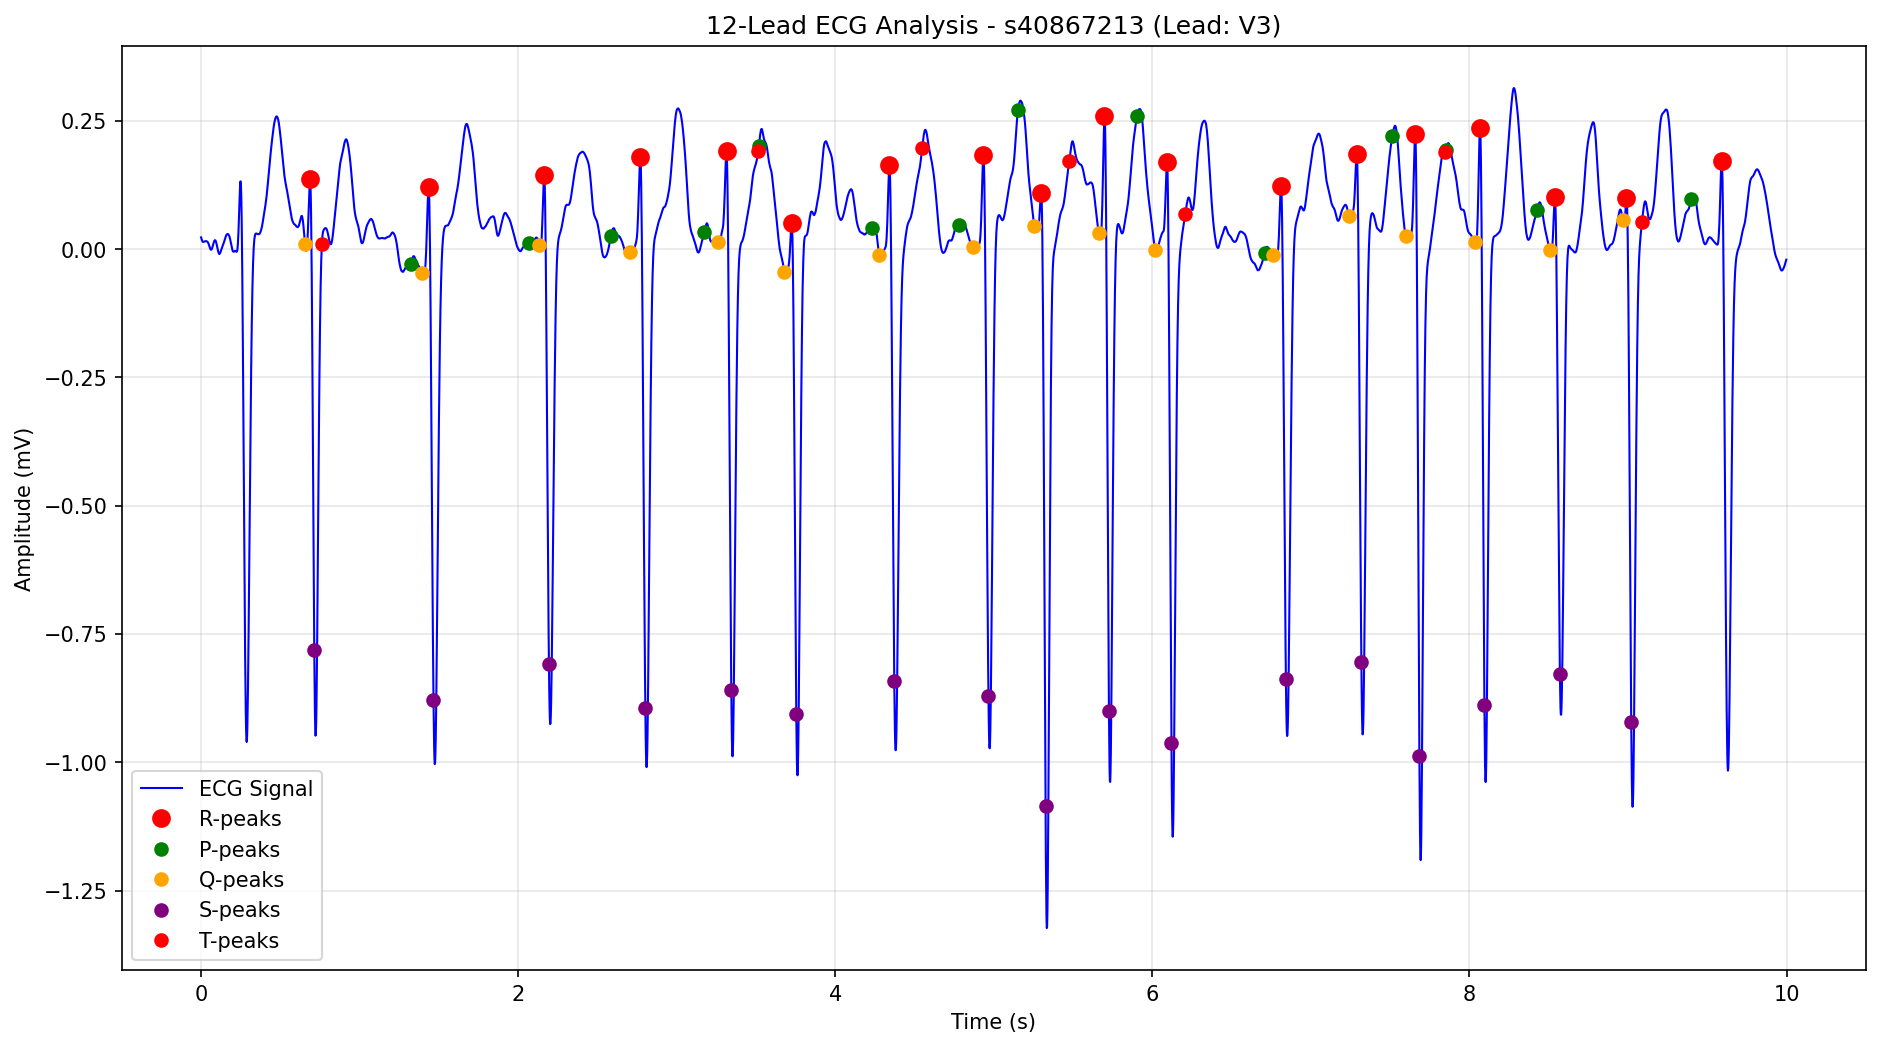 12-Lead ECG Analysis - s40867213 (Lead: V3)
Amplitude (mV)
0.25
0.00
−0.25
−0.50
−0.75
−1.00
−1.25
ECG Signal
R-peaks
P-peaks
Q-peaks
S-peaks
T-peaks
0 2 4 6 8 10
Time (s)